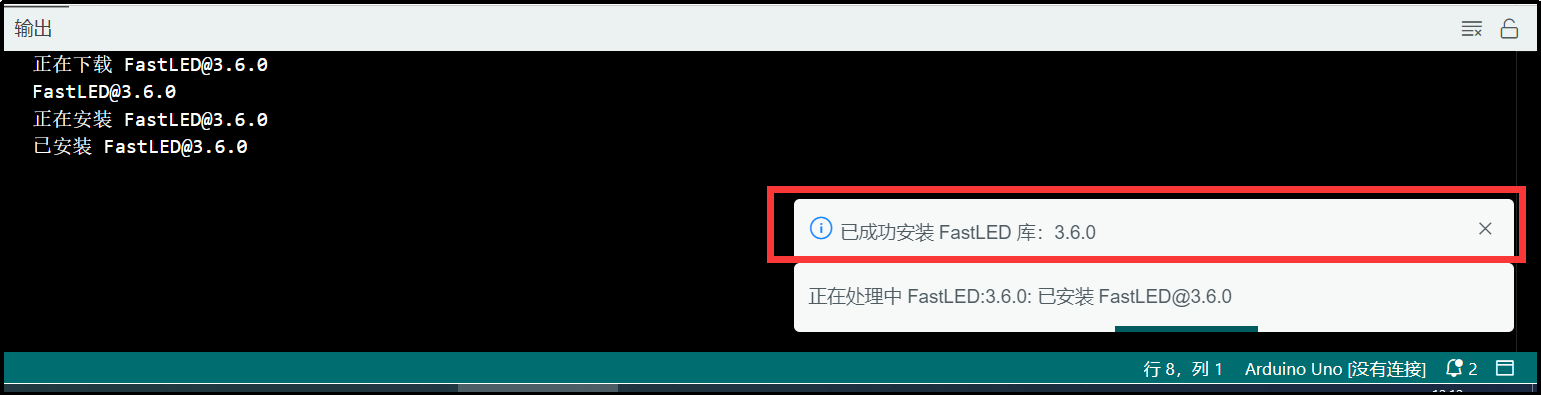 输出
正在下载 FastLED@3.6.0
FastLED@3.6.0
正在安装 FastLED@3.6.0
已安装 FastLED@3.6.0
已成功安装 FastLED 库：3.6.0
正在处理中 FastLED:3.6.0: 已安装 FastLED@3.6.0
行 8，列 1 Arduino Uno [没有连接] 2